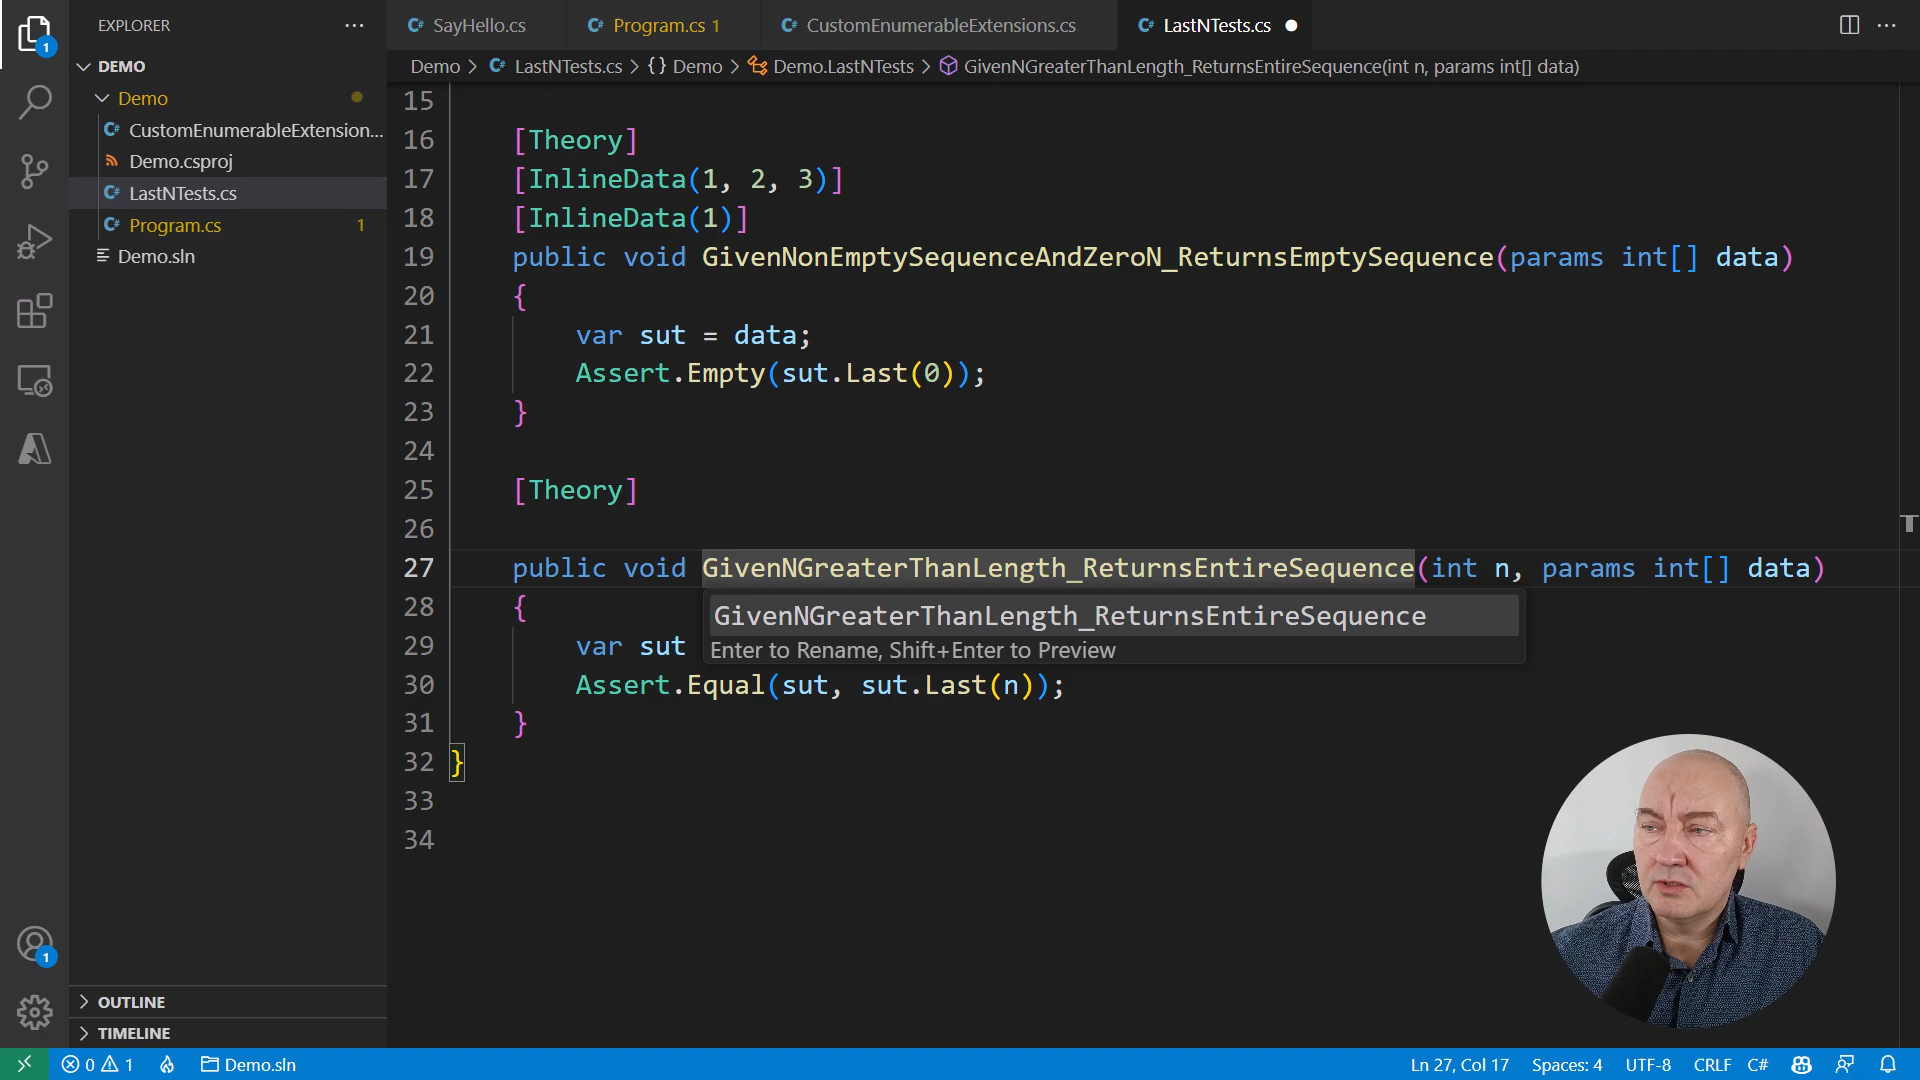 EXPLORER
SayHello.cs
Program.cs 1
CustomEnumerableExtensions.cs
LastNTests.cs
DEMO
Demo > LastNTests.cs > {} Demo > Demo.LastNTests > GivenNGreaterThanLength_ReturnsEntireSequence(int n, params int[] data)
Demo
CustomEnumerableExtension...
Demo.csproj
LastNTests.cs
Program.cs 1
Demo.sln
15
16 [Theory]
17 [InlineData(1, 2, 3)]
18 [InlineData(1)]
19 public void GivenNonEmptySequenceAndZeroN_ReturnsEmptySequence(params int[] data)
20 {
21 var sut = data;
22 Assert.Empty(sut.Last(0));
23 }
24
25 [Theory]
26
27 public void GivenNGreaterThanLength_ReturnsEntireSequence(int n, params int[] data)
28 {
GivenNGreaterThanLength_ReturnsEntireSequence
29 var sut
Enter to Rename, Shift+Enter to Preview
30 Assert.Equal(sut, sut.Last(n));
31 }
32 }
33
34
1
1
OUTLINE
TIMELINE
0 1 Demo.sln
Ln 27, Col 17 Spaces: 4 UTF-8 CRLF C#